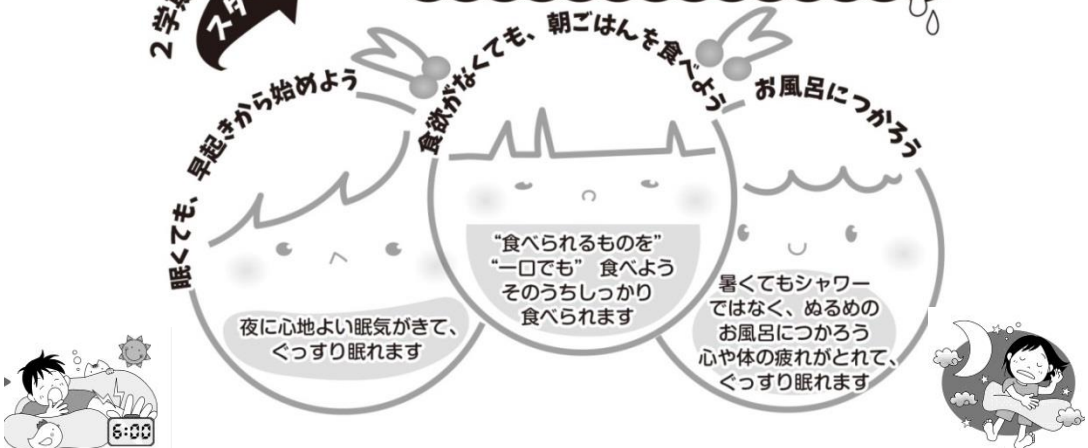 2学期
スタ
眠くても、早起きから始めよう
夜に心地よい眠気がきて、
ぐっすり眠れます
食欲がなくても、朝ごはんを食べよう
“食べられるものを”
“一口でも” 食べよう
そのうちしっかり
食べられます
お風呂につかろう
暑くてもシャワー
ではなく、ぬるめの
お風呂につかろう
心や体の疲れがとれて、
ぐっすり眠れます
6:00